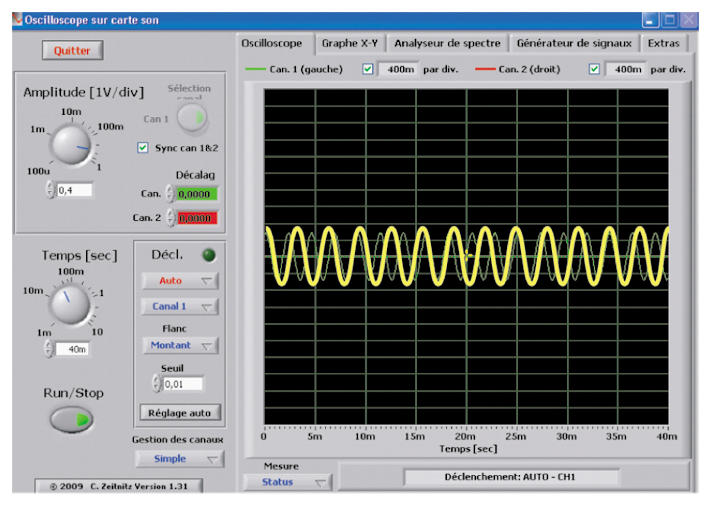 Oscilloscope sur carte son
Quitter
Oscilloscope Graphe X-Y Analyseur de spectre Générateur de signaux Extras
Can. 1 (gauche) 400m par div. Can. 2 (droit) 400m par div.
Amplitude [1V/div]
10m
1m 100m
100u 1
0,4
Sélection
canal
Can 1
Sync can 1&2
Décalag
Can. 0,0000
Can. 2 0,0000
Temps [sec]
100m
10m 1
1m 10
40m
Run/Stop
Décl.
Auto
Canal 1
Flanc
Montant
Seuil
0,01
Réglage auto
Gestion des canaux
Simple
© 2009 C. Zeitnitz Version 1.31
0 5m 10m 15m 20m 25m 30m 35m 40m
Temps [sec]
Mesure
Status
Déclenchement: AUTO - CH1